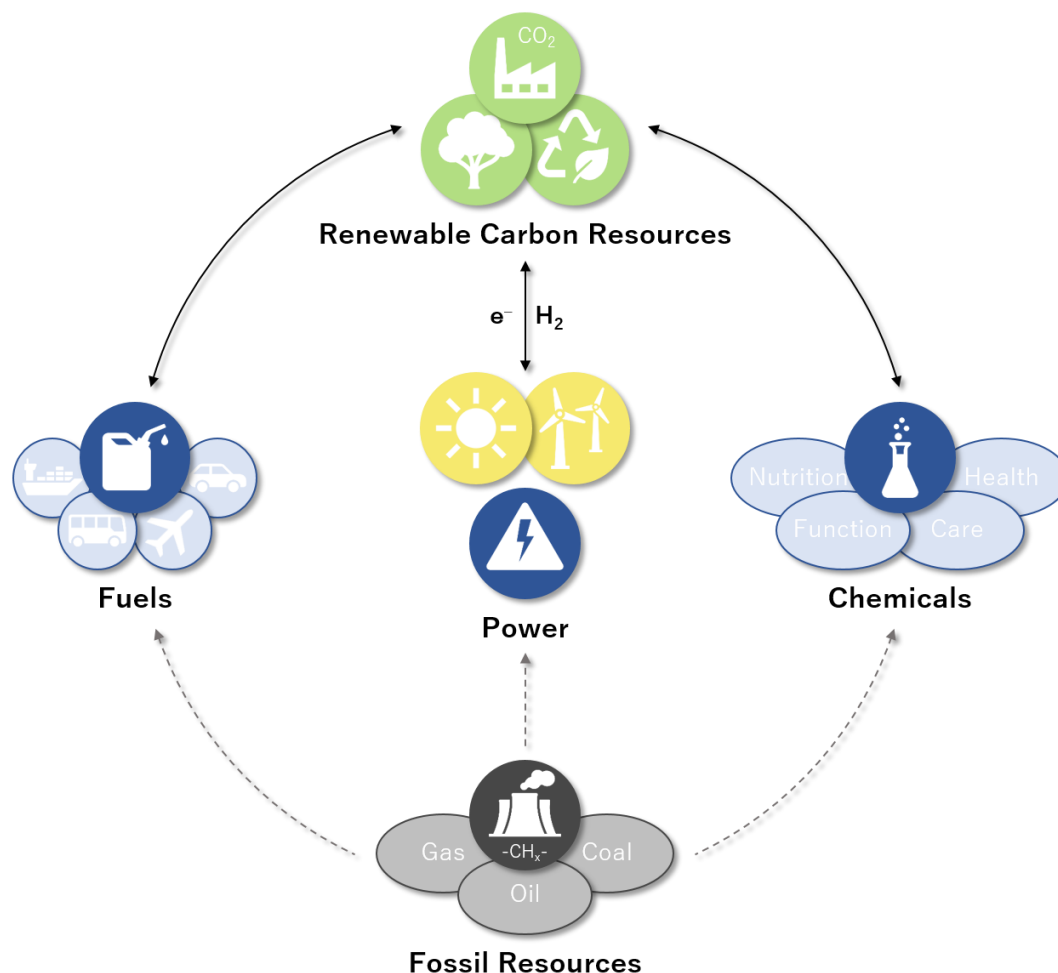 CO₂
Renewable Carbon Resources
e⁻ H₂
Nutrition
Health
Function
Care
Fuels
Chemicals
Power
Gas
-CHₓ-
Coal
Oil
Fossil Resources